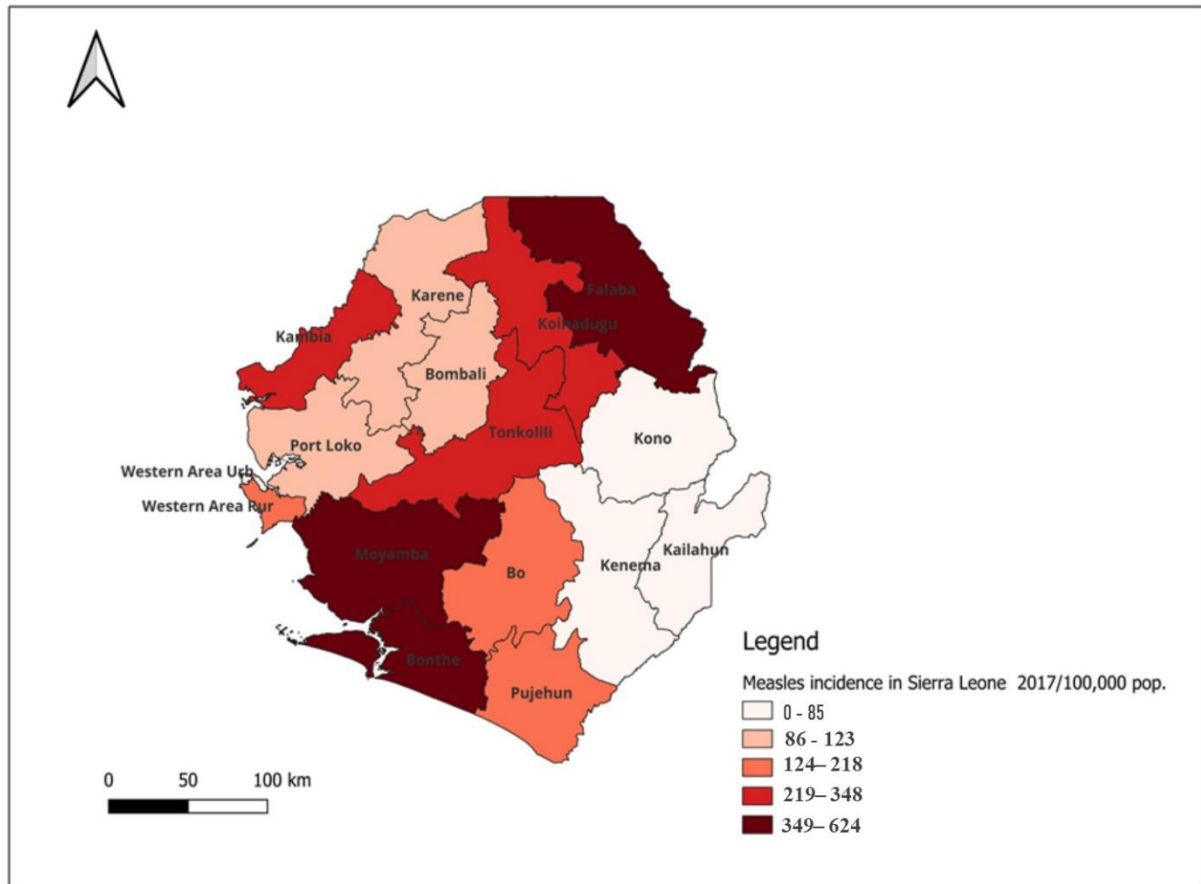 Falaba
Karene
Koinadugu
Kambia
Bombali
Tonkolili
Kono
Port Loko
Western Area Urb
Western Area Rur
Moyamba
Bo
Kenema
Kailahun
Bonthe
Pujehun
Legend
Measles incidence in Sierra Leone 2017/100,000 pop.
0 - 85
86 - 123
124– 218
219– 348
349– 624
0 50 100 km